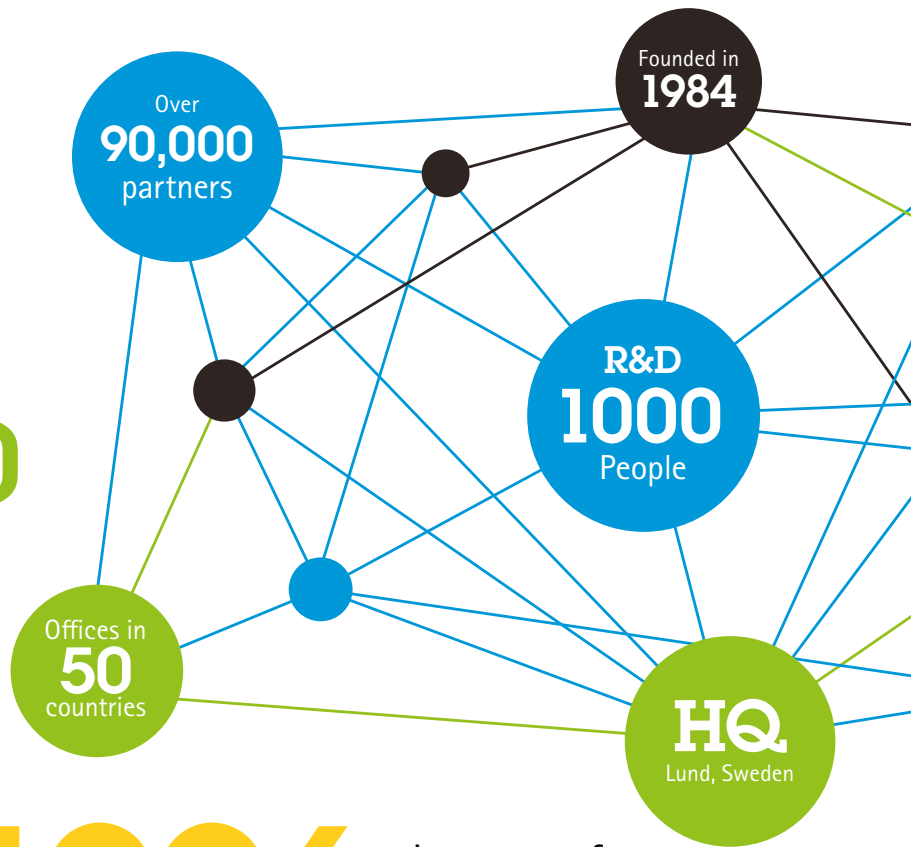 Founded in
1984
Over
90,000
partners
R&D
1000
People
Offices in
50
countries
HQ
Lund, Sweden